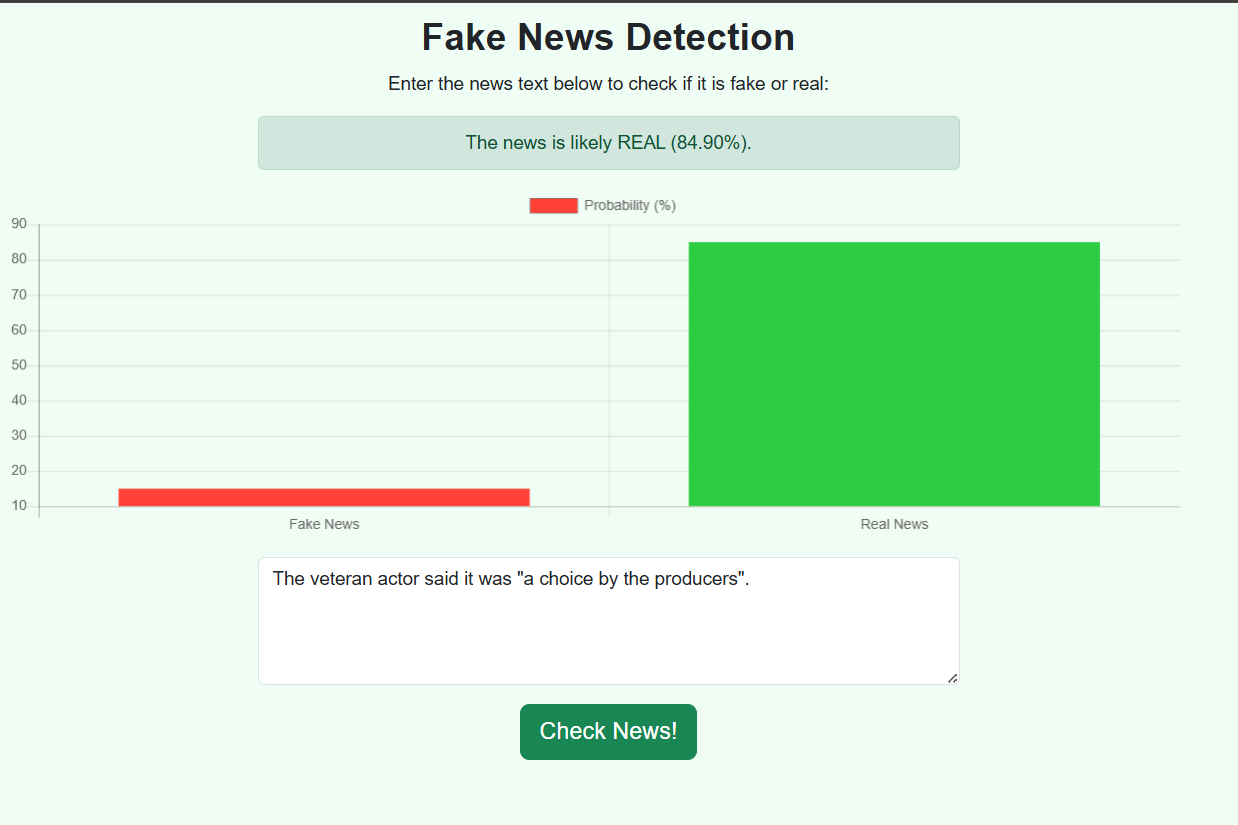 Fake News Detection
Enter the news text below to check if it is fake or real:
The news is likely REAL (84.90%).
Probability (%)
90
80
70
60
50
40
30
20
10
Fake News
Real News
The veteran actor said it was "a choice by the producers".
Check News!